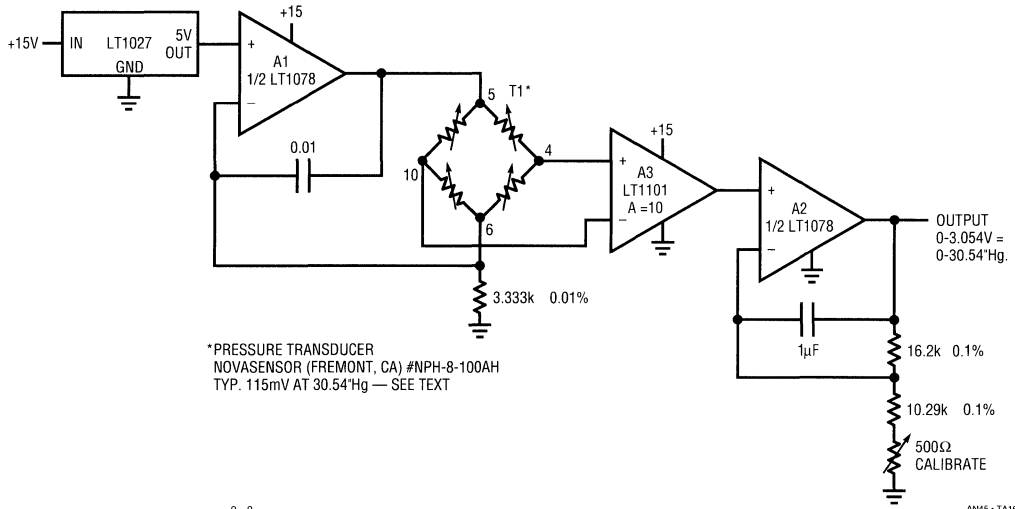 +15V
IN
LT1027
5V
OUT
GND
+15
+
A1
1/2 LT1078
–
0.01
5
T1*
10
4
6
3.333k 0.01%
+15
+
A3
LT1101
A =10
–
+
A2
1/2 LT1078
–
OUTPUT
0-3.054V =
0-30.54"Hg.
1µF
16.2k 0.1%
10.29k 0.1%
500Ω
CALIBRATE
*PRESSURE TRANSDUCER
NOVASENSOR (FREMONT, CA) #NPH-8-100AH
TYP. 115mV AT 30.54"Hg — SEE TEXT